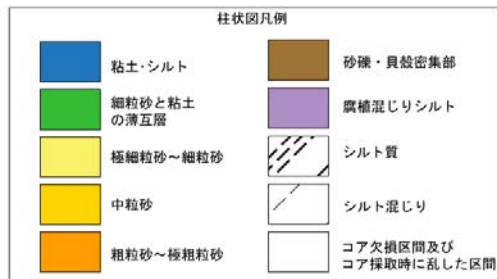 柱状図凡例
粘土・シルト
細粒砂と粘土
の薄互層
極細粒砂～細粒砂
中粒砂
粗粒砂～極粗粒砂
砂礫・貝殻密集部
腐植混じりシルト
シルト質
シルト混じり
コア欠損区間及び
コア採取時に乱した区間